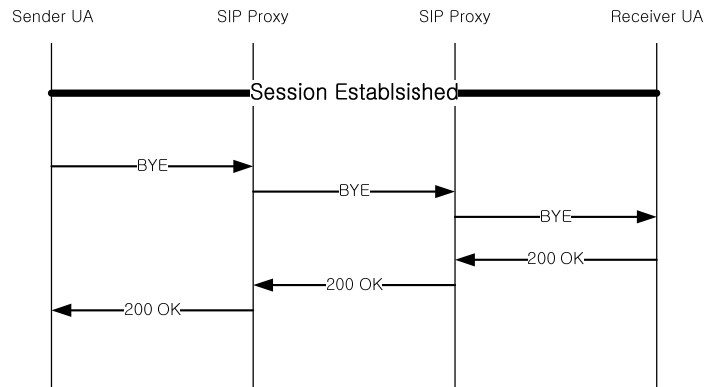 Sender UA
SIP Proxy
SIP Proxy
Receiver UA
Session Establsished
BYE
BYE
BYE
200 OK
200 OK
200 OK